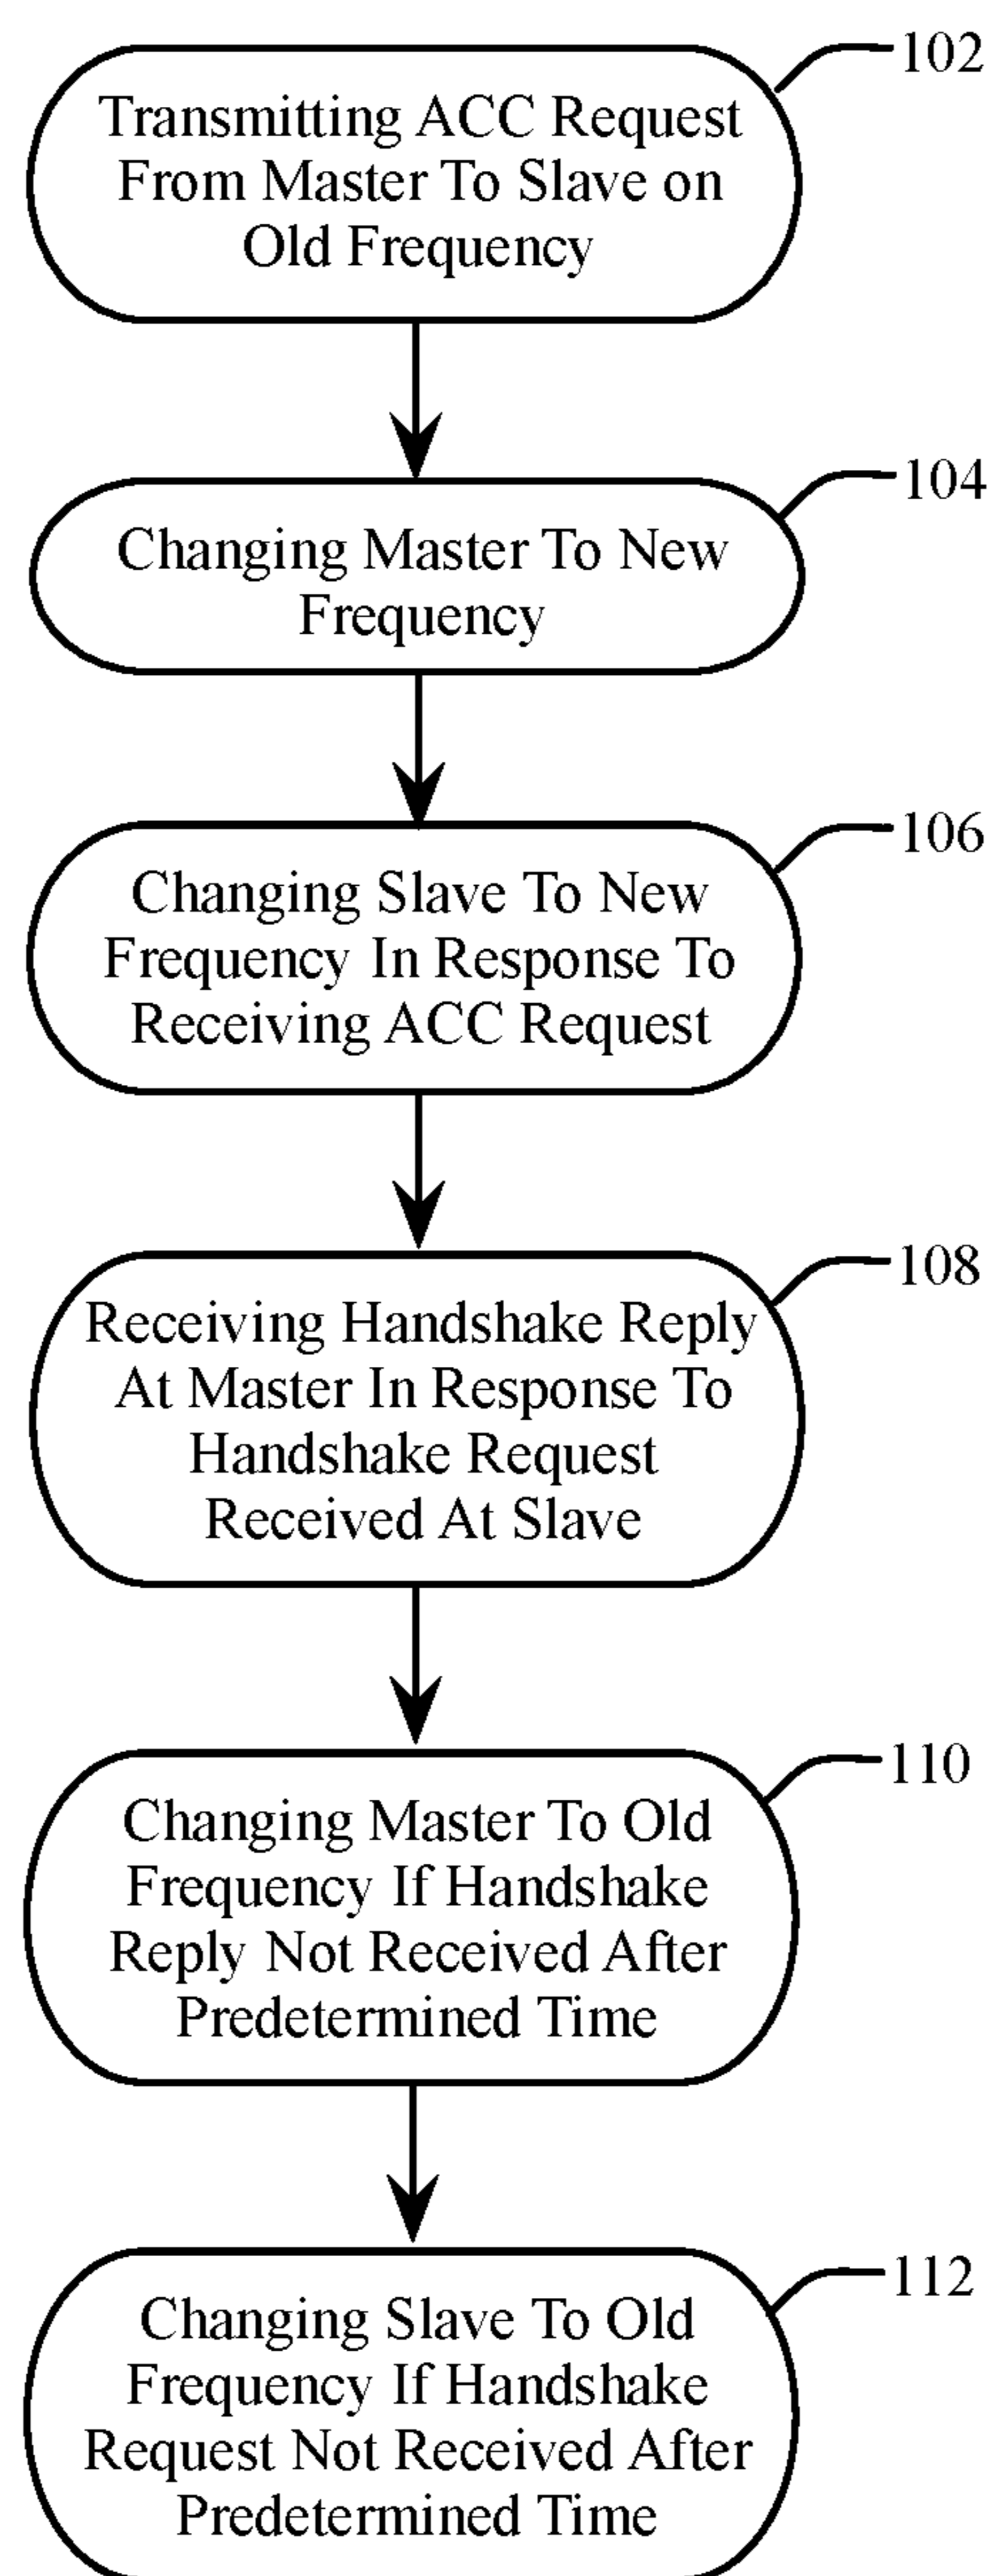 102
Transmitting ACC Request
From Master To Slave on
Old Frequency
104
Changing Master To New
Frequency
106
Changing Slave To New
Frequency In Response To
Receiving ACC Request
108
Receiving Handshake Reply
At Master In Response To
Handshake Request
Received At Slave
110
Changing Master To Old
Frequency If Handshake
Reply Not Received After
Predetermined Time
112
Changing Slave To Old
Frequency If Handshake
Request Not Received After
Predetermined Time